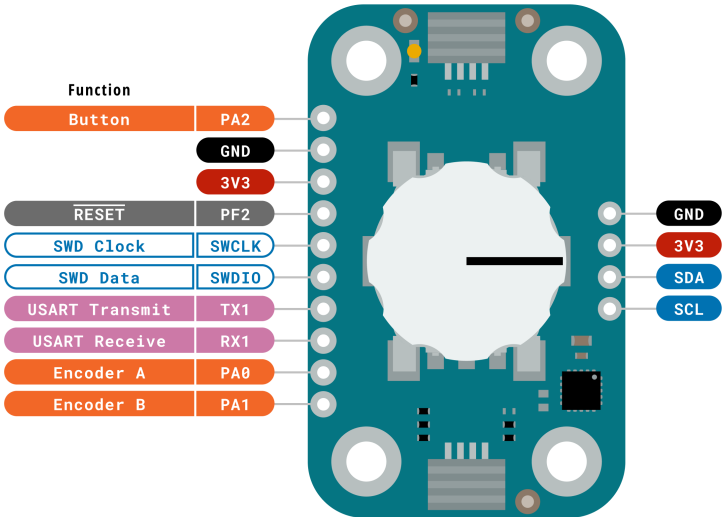 Function
Button PA2
GND
3V3
RESET PF2
SWD Clock SWCLK
SWD Data SWDIO
USART Transmit TX1
USART Receive RX1
Encoder A PA0
Encoder B PA1
GND
3V3
SDA
SCL